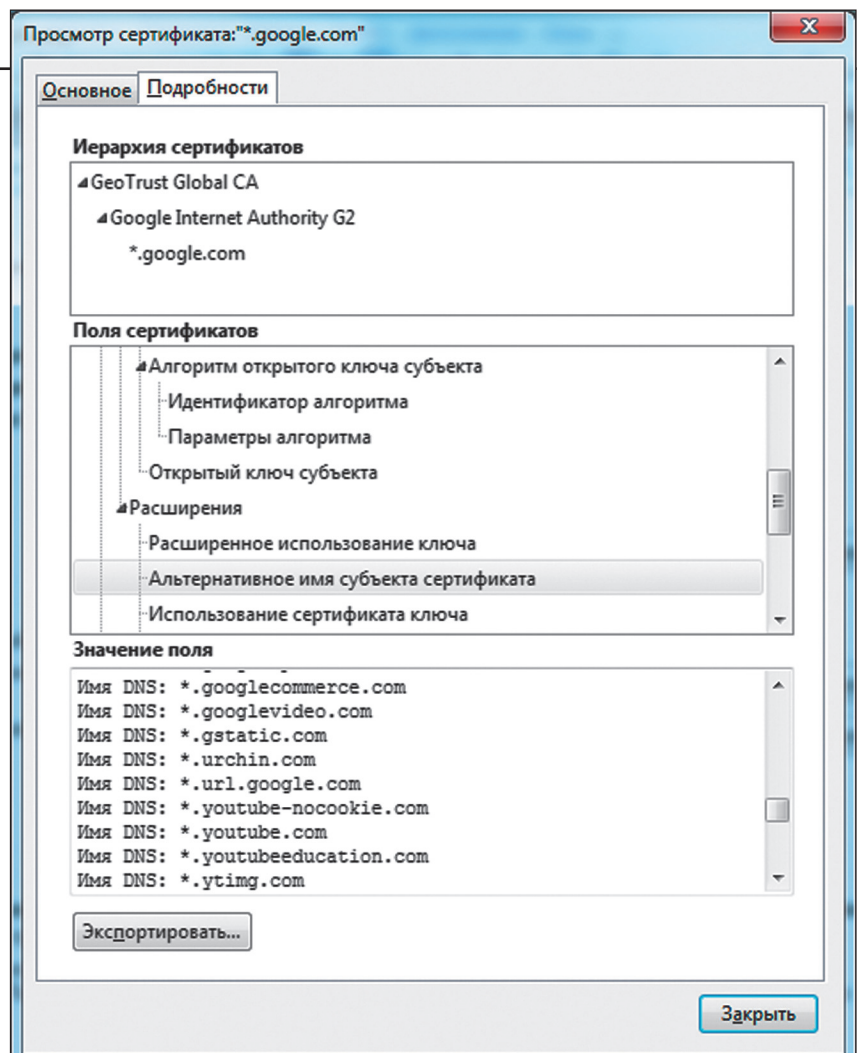 Просмотр сертификата:"*.google.com"
Основное Подробности
Иерархия сертификатов
GeoTrust Global CA
Google Internet Authority G2
*.google.com
Поля сертификатов
Алгоритм открытого ключа субъекта
Идентификатор алгоритма
Параметры алгоритма
Открытый ключ субъекта
Расширения
Расширенное использование ключа
Альтернативное имя субъекта сертификата
Использование сертификата ключа
Значение поля
Имя DNS: *.googlecommerce.com
Имя DNS: *.googlevideo.com
Имя DNS: *.gstatic.com
Имя DNS: *.urchin.com
Имя DNS: *.url.google.com
Имя DNS: *.youtube-nocookie.com
Имя DNS: *.youtube.com
Имя DNS: *.youtubeeducation.com
Имя DNS: *.ytimg.com
Экспортировать...
Закрыть